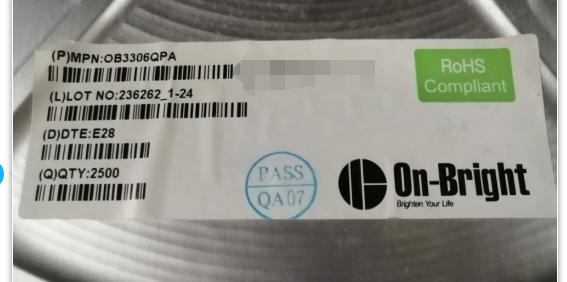 (P)MPN:OB3306QPA
(L)LOT NO:236262_1-24
(D)DTE:E28
(Q)QTY:2500
RoHS
Compliant
PASS
QA07
On-Bright
Brighten Your Life